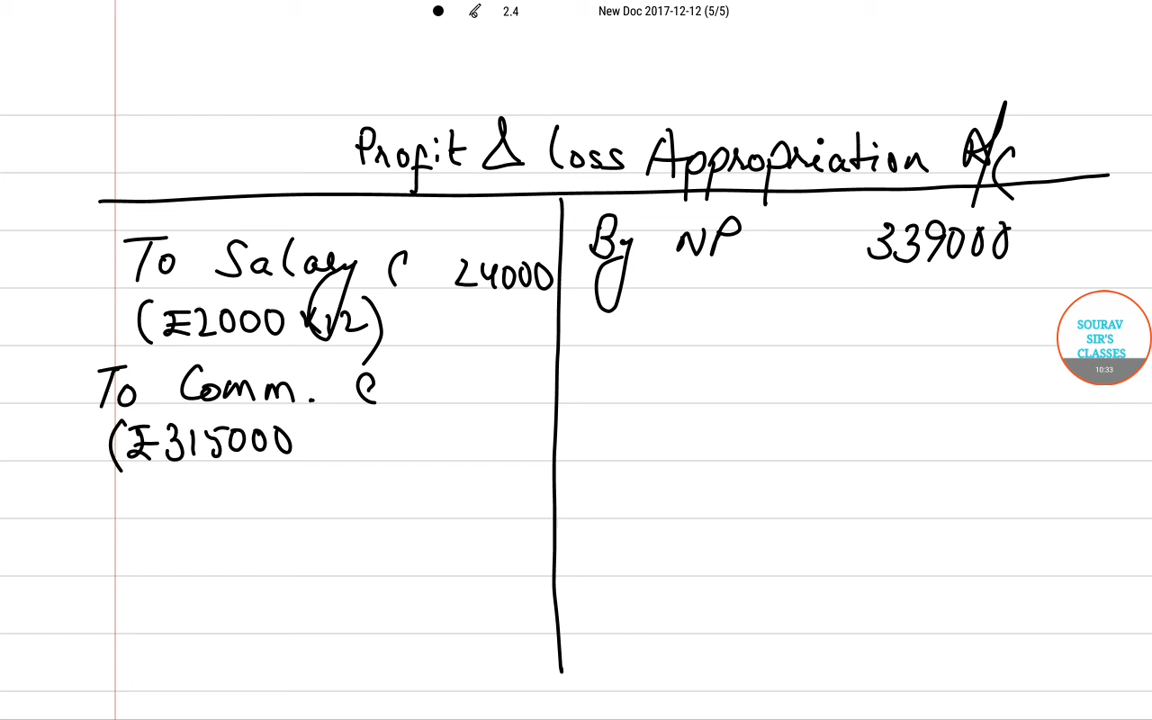 2.4 New Doc 2017-12-12 (5/5)
Profit & Loss Appropriation A/C
To Salary C 24000
(₤2000 x 12)
To Comm. C
(₤315000
By NP 339000
SOURAV
SIR'S
CLASSES
10:33